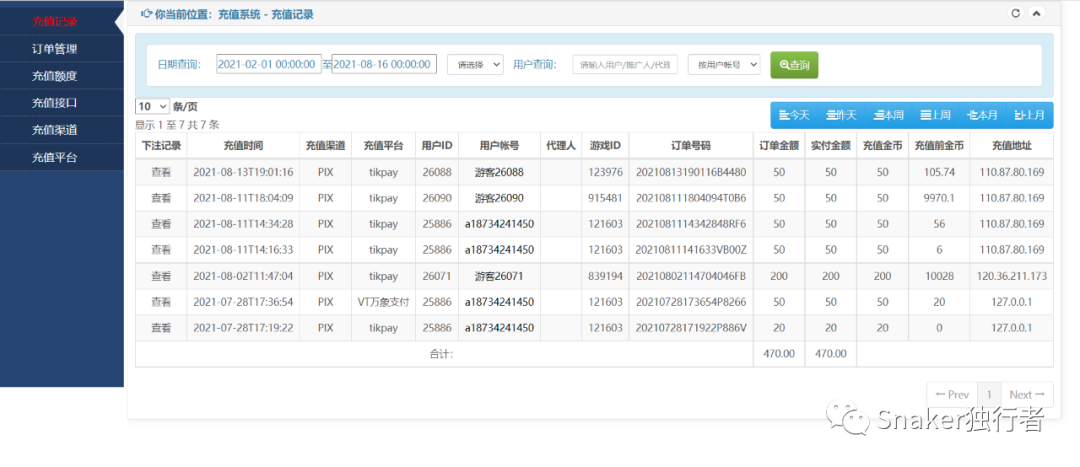 充值记录
订单管理
充值额度
充值接口
充值渠道
充值平台
你当前位置：充值系统 - 充值记录
日期查询： 2021-02-01 00:00:00 至 2021-08-16 00:00:00 请选择 用户查询： 请输入用户/推广人/代理 按用户帐号 查询
10 条/页
显示 1 至 7 共 7 条
今天 昨天 本周 上周 本月 上月
下注记录 充值时间 充值渠道 充值平台 用户ID 用户帐号 代理人 游戏ID 订单号码 订单金额 实付金额 充值金币 充值前金币 充值地址
查看 2021-08-13T19:01:16 PIX tikpay 26088 游客26088 123976 20210813190116B4480 50 50 50 105.74 110.87.80.169
查看 2021-08-11T18:04:09 PIX tikpay 26090 游客26090 915481 202108111804094T0B6 50 50 50 9970.1 110.87.80.169
查看 2021-08-11T14:34:28 PIX tikpay 25886 a18734241450 121603 202108114342848RF6 50 50 50 56 110.87.80.169
查看 2021-08-11T14:16:33 PIX tikpay 25886 a18734241450 121603 20210811141633VB00Z 50 50 50 6 110.87.80.169
查看 2021-08-02T11:47:04 PIX tikpay 26071 游客26071 839194 20210802114704046FB 200 200 200 10028 120.36.211.173
查看 2021-07-28T17:36:54 PIX VT万象支付 25886 a18734241450 121603 20210728173654P8266 50 50 50 20 127.0.0.1
查看 2021-07-28T17:19:22 PIX tikpay 25886 a18734241450 121603 20210728171922P886V 20 20 20 0 127.0.0.1
合计： 470.00 470.00
← Prev 1 Next →
Snaker独行者